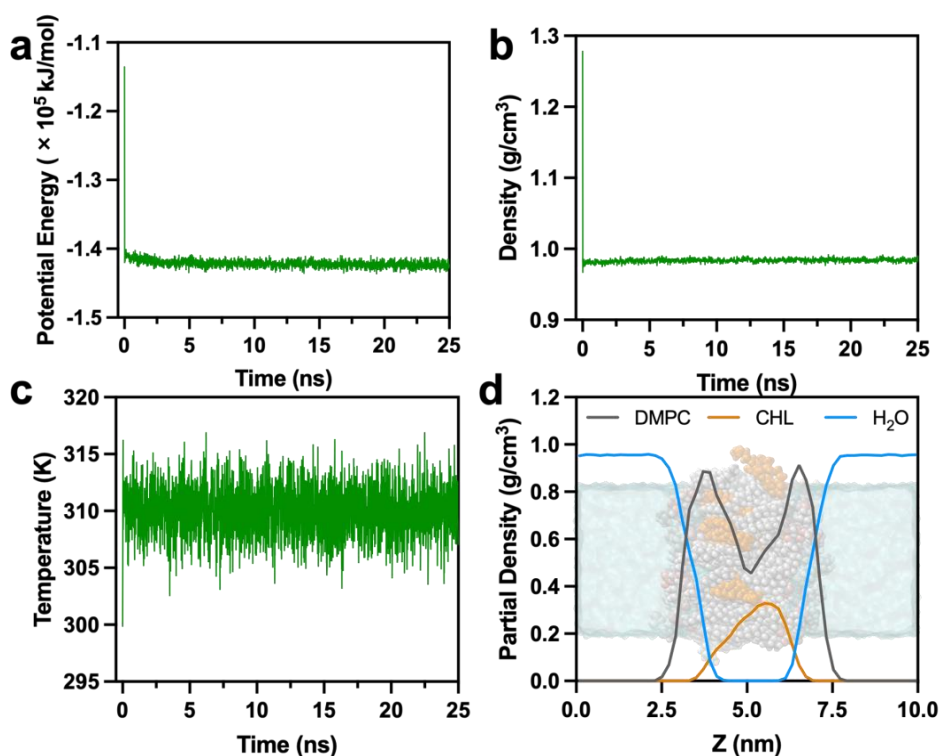 a
Potential Energy ( × 10⁵ kJ/mol)
-1.1
-1.2
-1.3
-1.4
-1.5
0 5 10 15 20 25
Time (ns)
b
Density (g/cm³)
1.3
1.2
1.1
1.0
0.9
0 5 10 15 20 25
Time (ns)
c
Temperature (K)
320
315
310
305
300
295
0 5 10 15 20 25
Time (ns)
d
Partial Density (g/cm³)
1.2
1.0
0.8
0.6
0.4
0.2
0.0
DMPC CHL H₂O
0.0 2.5 5.0 7.5 10.0
Z (nm)